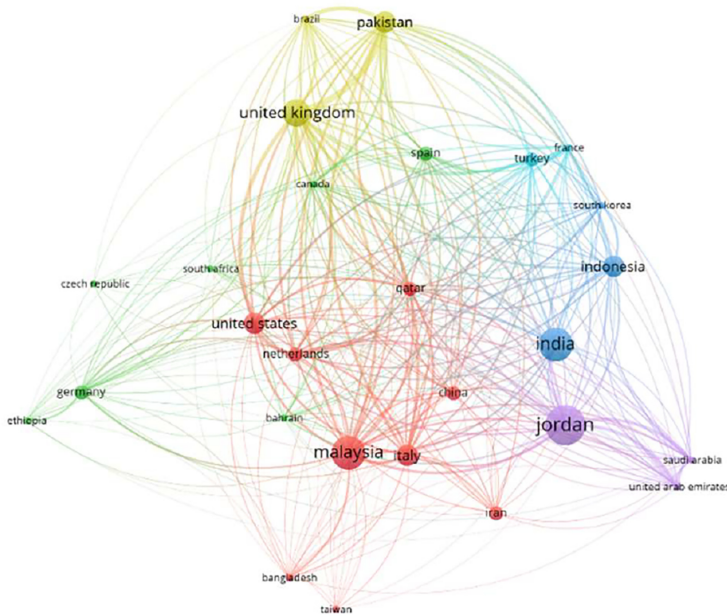 brazil
pakistan
united kingdom
france
spain
turkey
canada
south korea
indonesia
south africa
czech republic
qatar
united states
india
netherlands
germany
china
bahrain
ethiopia
jordan
malaysia
italy
saudi arabia
united arab emirates
iran
bangladesh
taiwan